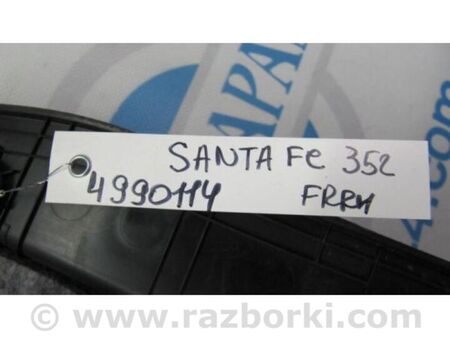 SANTA Fe 352
4990114 FRRH
© www.razborki.com